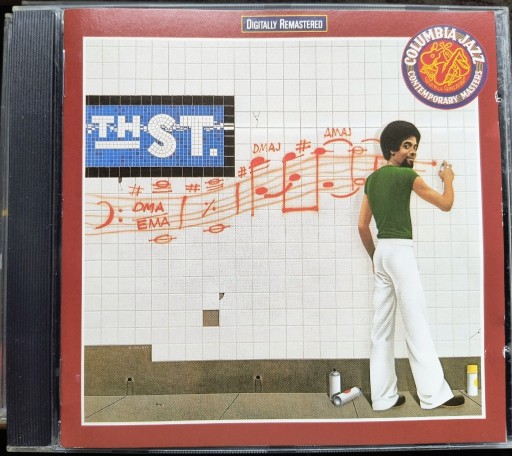 DIGITALLY REMASTERED
COLUMBIA JAZZ
CONTEMPORARY MASTERS
TH ST.
DMAJ
AMAJ
DMA
EMA